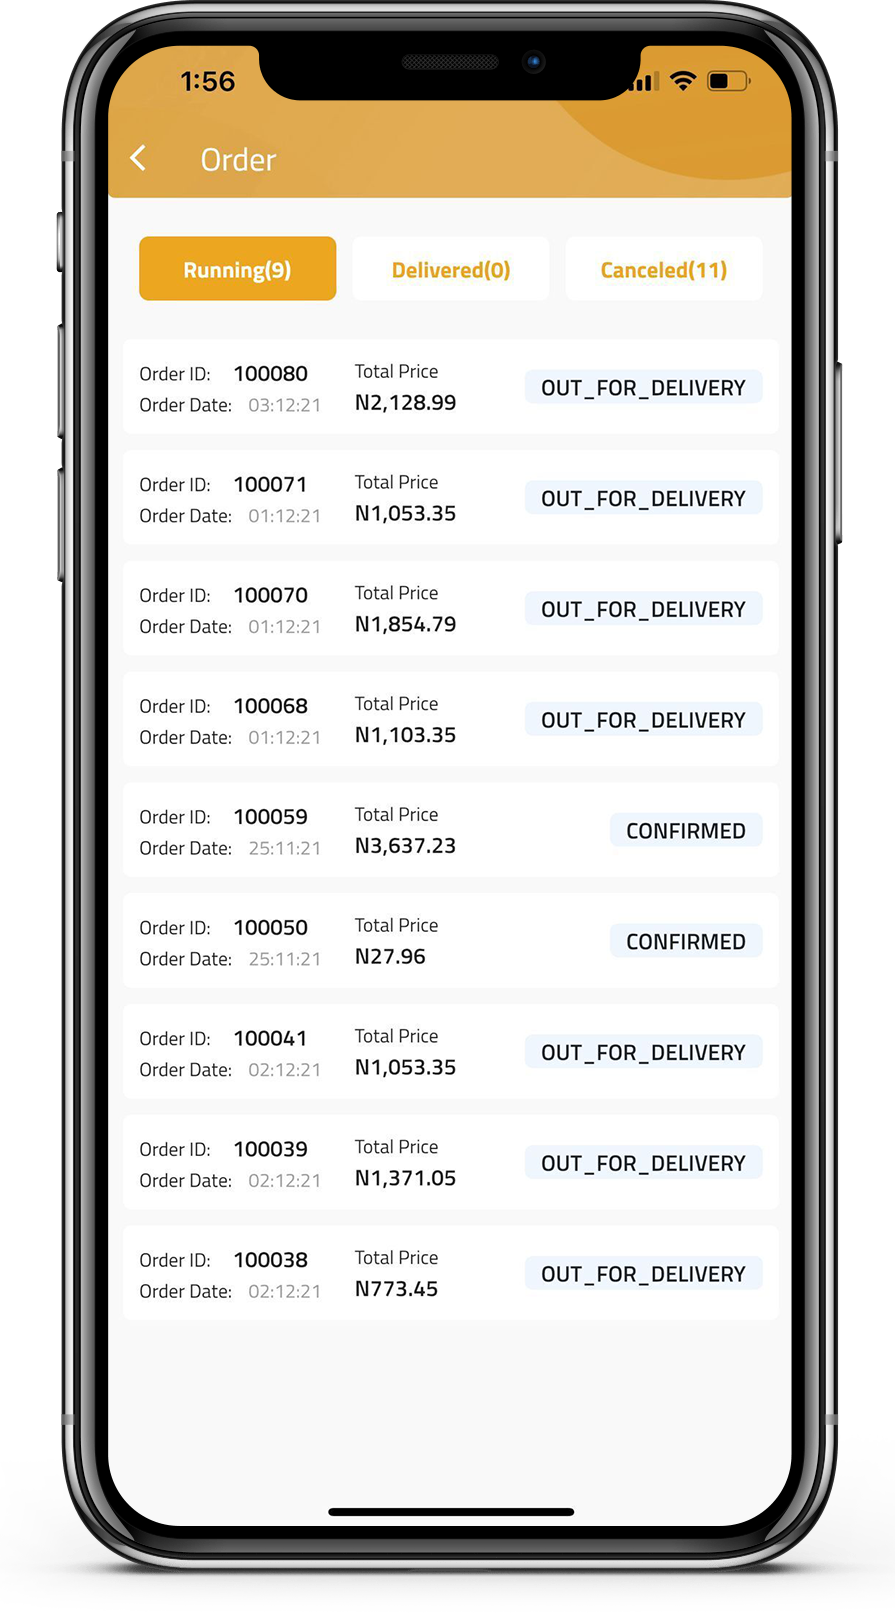 1:56
Order
Running(9) Delivered(0) Canceled(11)
Order ID: 100080 Total Price
Order Date: 03:12:21 N2,128.99 OUT_FOR_DELIVERY
Order ID: 100071 Total Price
Order Date: 01:12:21 N1,053.35 OUT_FOR_DELIVERY
Order ID: 100070 Total Price
Order Date: 01:12:21 N1,854.79 OUT_FOR_DELIVERY
Order ID: 100068 Total Price
Order Date: 01:12:21 N1,103.35 OUT_FOR_DELIVERY
Order ID: 100059 Total Price
Order Date: 25:11:21 N3,637.23 CONFIRMED
Order ID: 100050 Total Price
Order Date: 25:11:21 N27.96 CONFIRMED
Order ID: 100041 Total Price
Order Date: 02:12:21 N1,053.35 OUT_FOR_DELIVERY
Order ID: 100039 Total Price
Order Date: 02:12:21 N1,371.05 OUT_FOR_DELIVERY
Order ID: 100038 Total Price
Order Date: 02:12:21 N773.45 OUT_FOR_DELIVERY